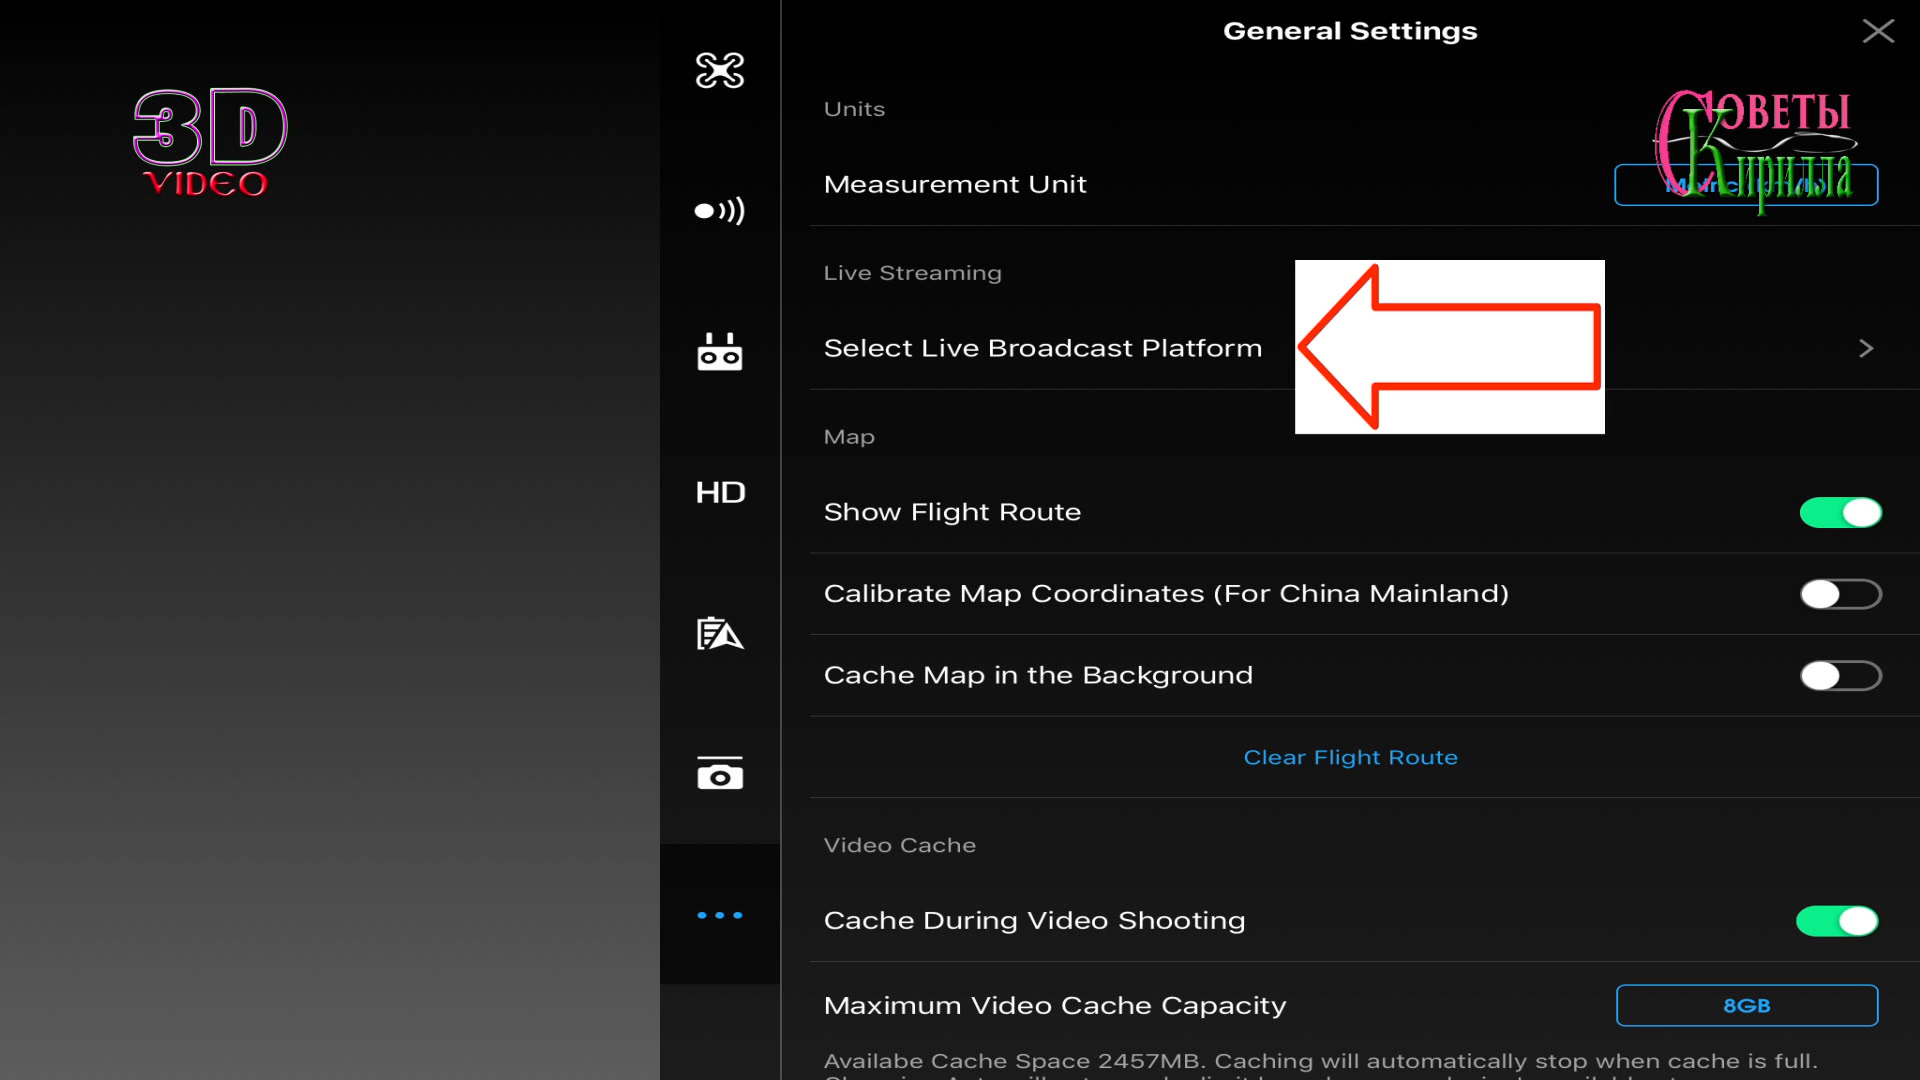 General Settings
3D
VIDEO
Units
Советы
Кирилла
Measurement Unit
Live Streaming
Select Live Broadcast Platform
Map
HD
Show Flight Route
Calibrate Map Coordinates (For China Mainland)
Cache Map in the Background
Clear Flight Route
Video Cache
Cache During Video Shooting
Maximum Video Cache Capacity
8GB
Availabe Cache Space 2457MB. Caching will automatically stop when cache is full.